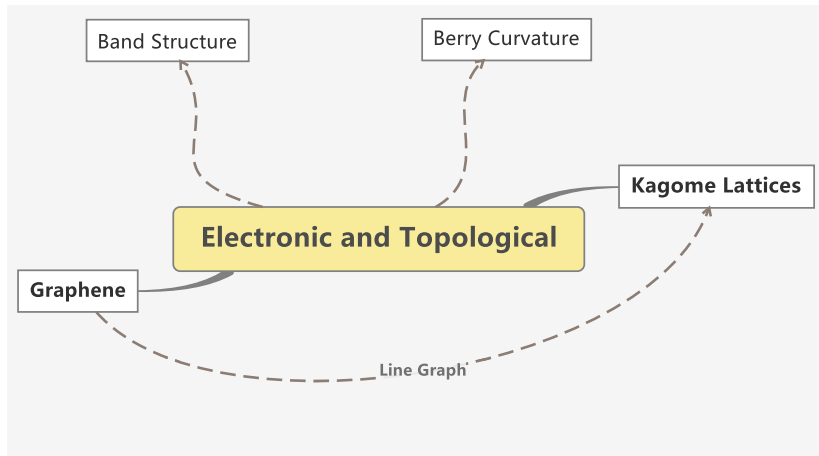 Band Structure
Berry Curvature
Kagome Lattices
Electronic and Topological
Graphene
Line Graph